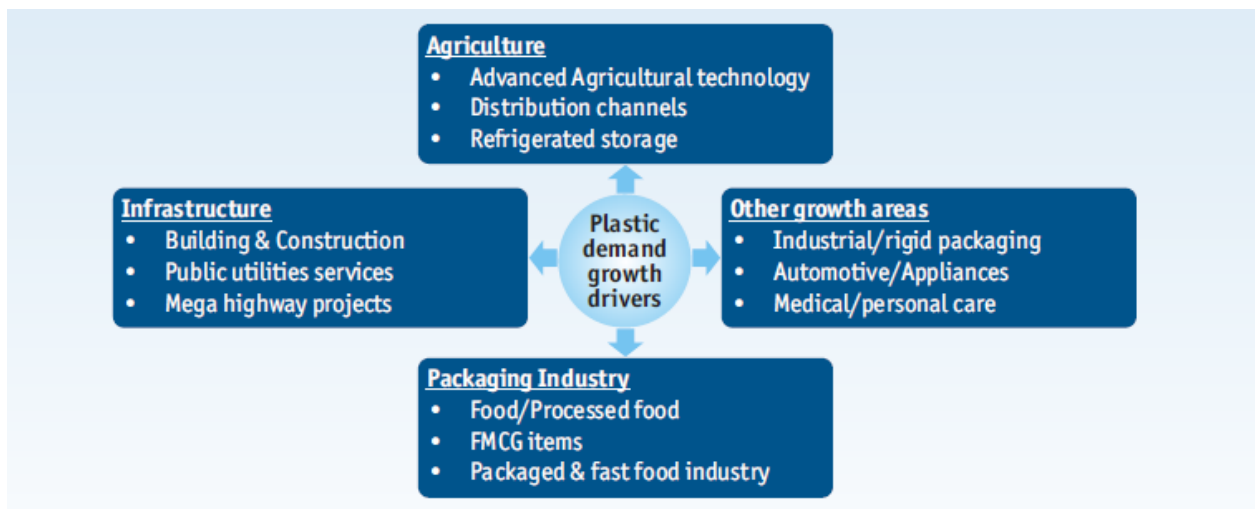 Agriculture
• Advanced Agricultural technology
• Distribution channels
• Refrigerated storage
Infrastructure
• Building & Construction
• Public utilities services
• Mega highway projects
Plastic
demand
growth
drivers
Other growth areas
• Industrial/rigid packaging
• Automotive/Appliances
• Medical/personal care
Packaging Industry
• Food/Processed food
• FMCG items
• Packaged & fast food industry